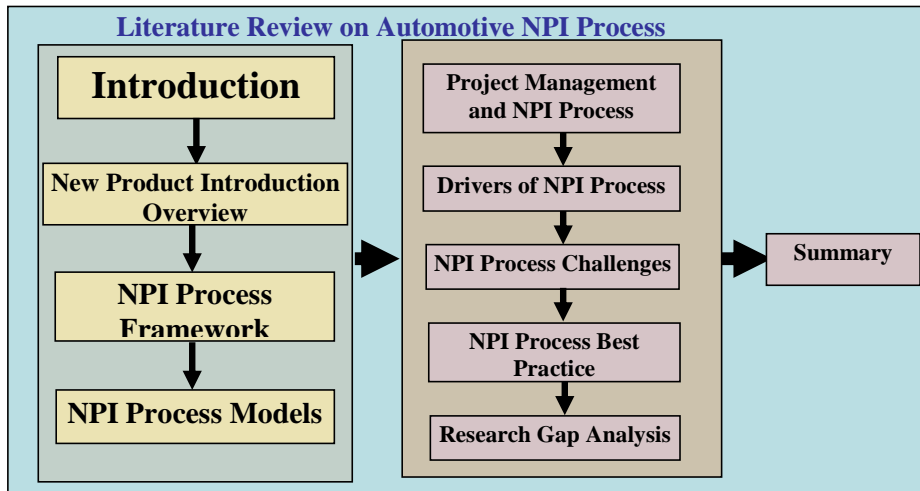 Literature Review on Automotive NPI Process
Introduction
New Product Introduction
Overview
NPI Process
Framework
NPI Process Models
Project Management
and NPI Process
Drivers of NPI Process
NPI Process Challenges
NPI Process Best
Practice
Research Gap Analysis
Summary